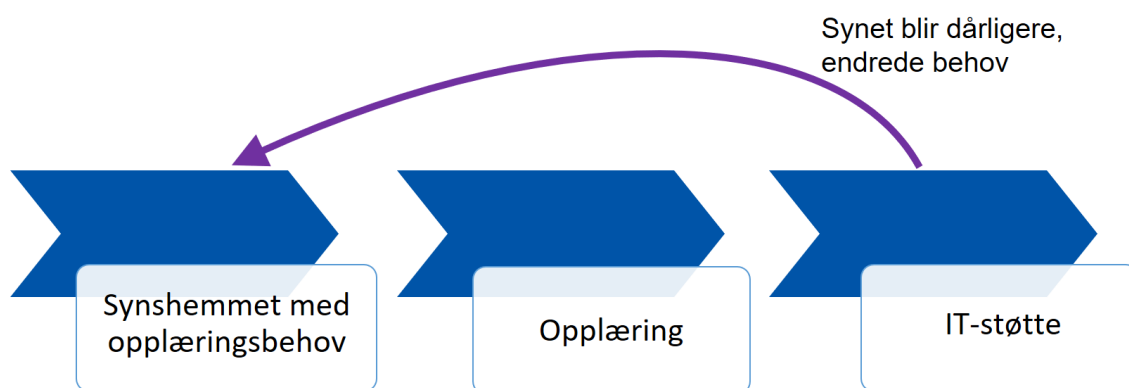 Synet blir dårligere,
endrede behov
Synshemmet med
opplæringsbehov
Opplæring
IT-støtte